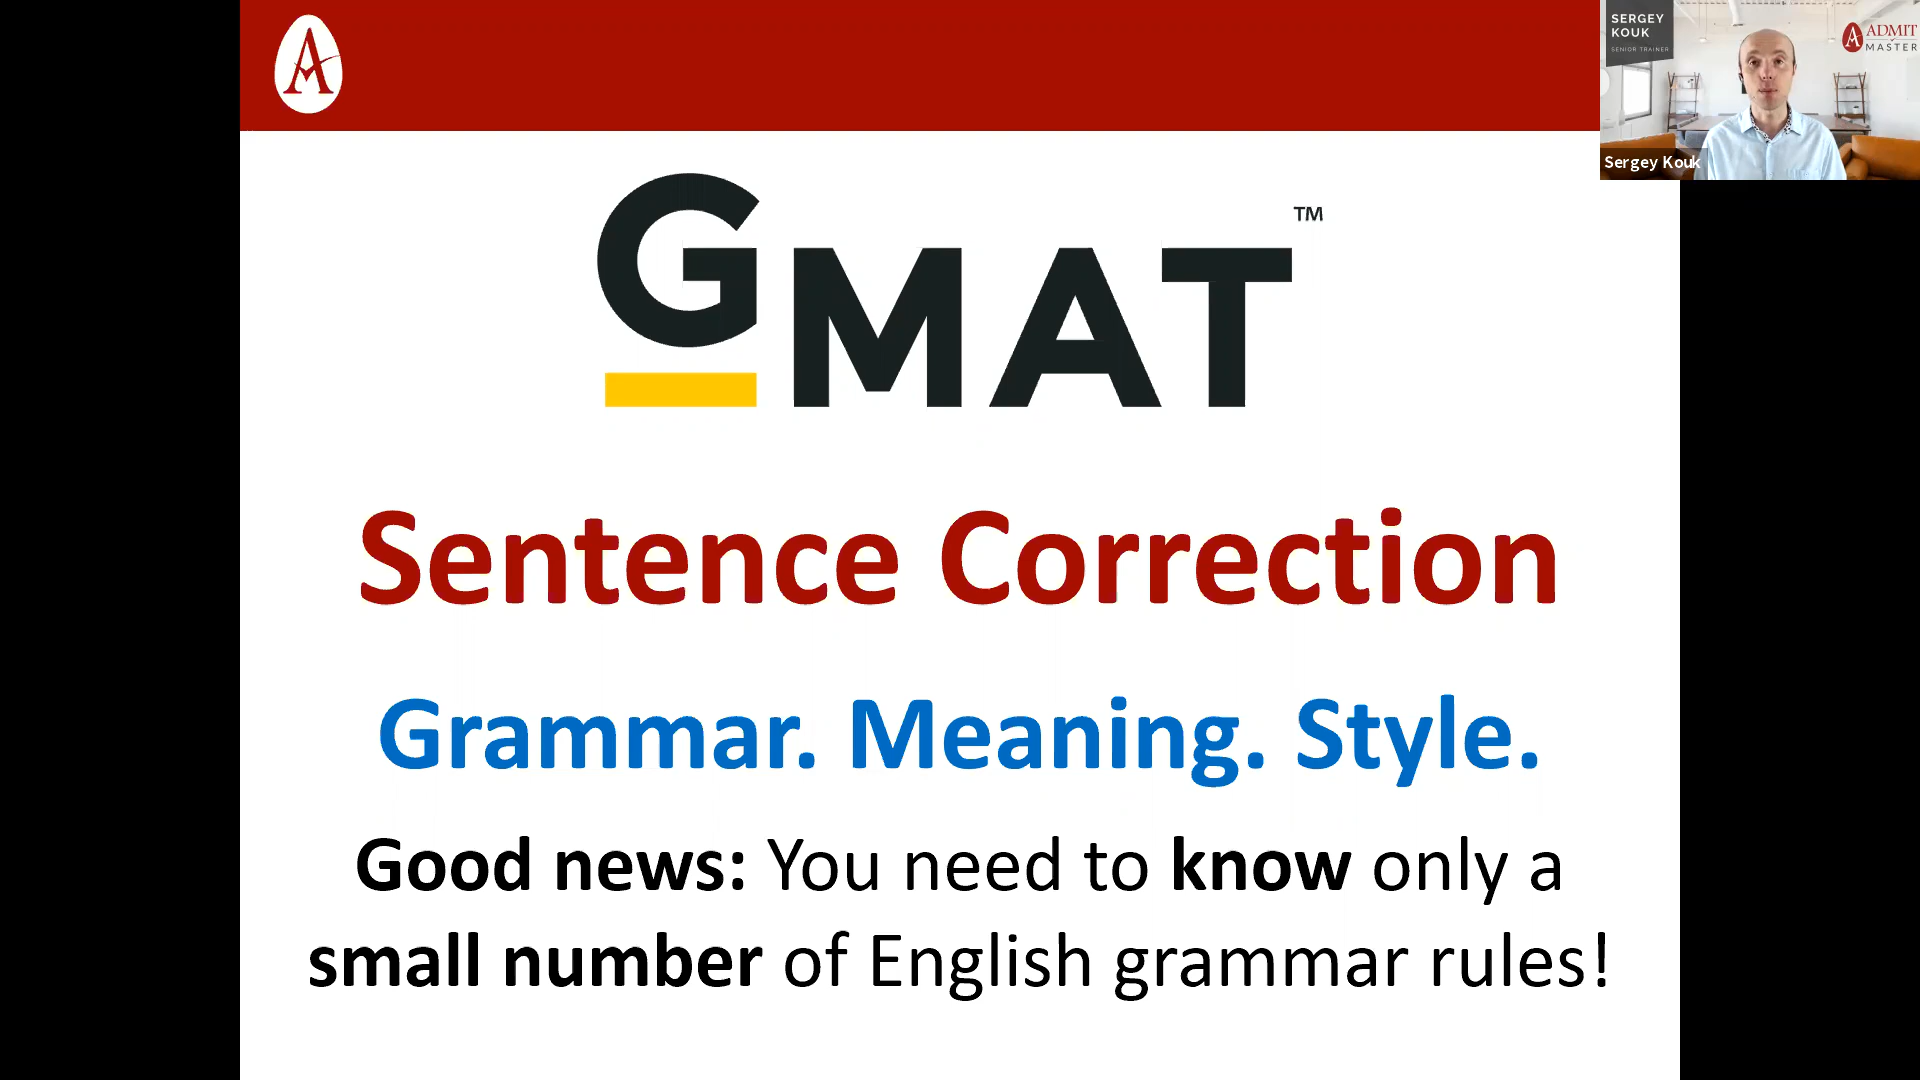 A
GMAT™
Sentence Correction
Grammar. Meaning. Style.
Good news: You need to know only a
small number of English grammar rules!
SERGEY
KOUK
SENIOR TRAINER
A ADMIT
MASTER
Sergey Kouk